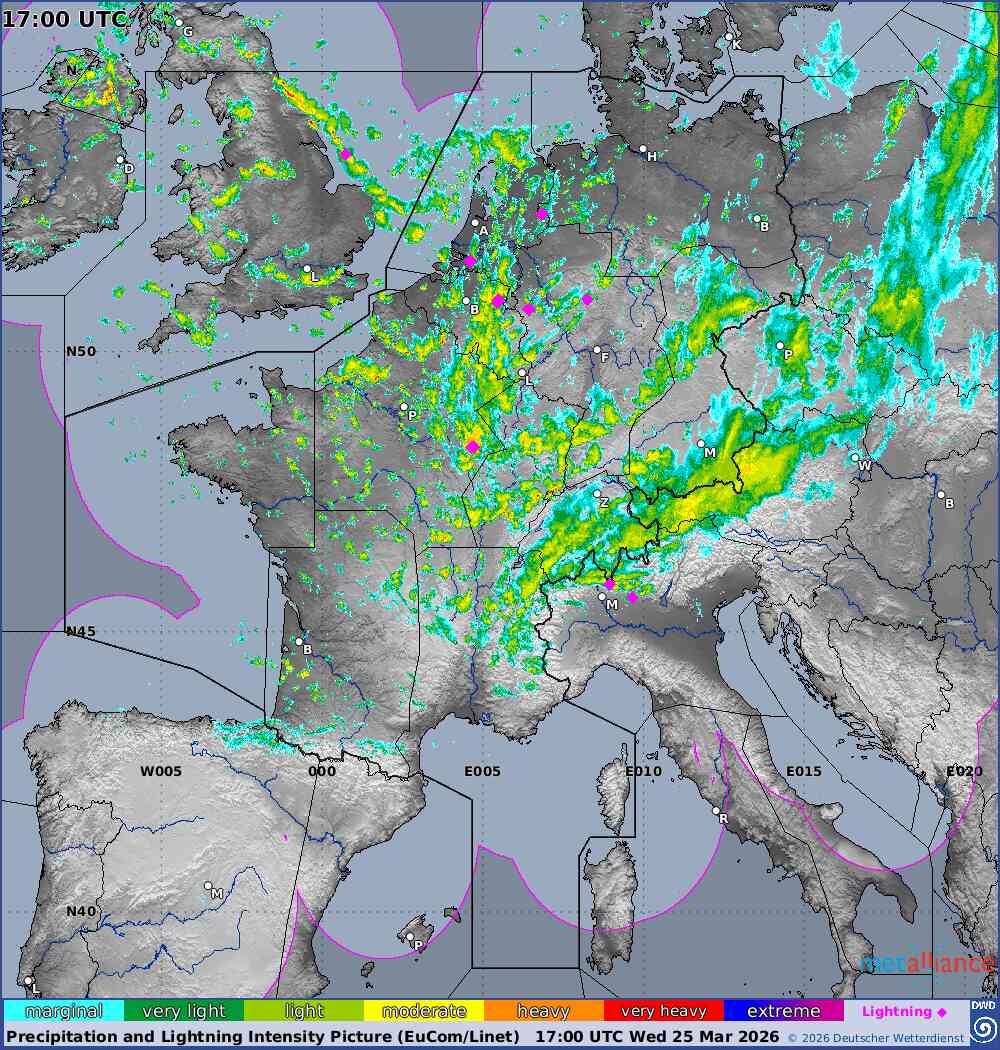 17:00 UTC
G
K
N
D
H
B
A
L
B
N50
F
P
L
P
M
W
Z
B
M
N45
B
W005 000 E005 E010 E015 E020
R
M
N40
P
L
metalliance
marginal very light light moderate heavy very heavy extreme Lightning
DWD
Precipitation and Lightning Intensity Picture (EuCom/Linet) 17:00 UTC Wed 25 Mar 2026 © 2026 Deutscher Wetterdienst